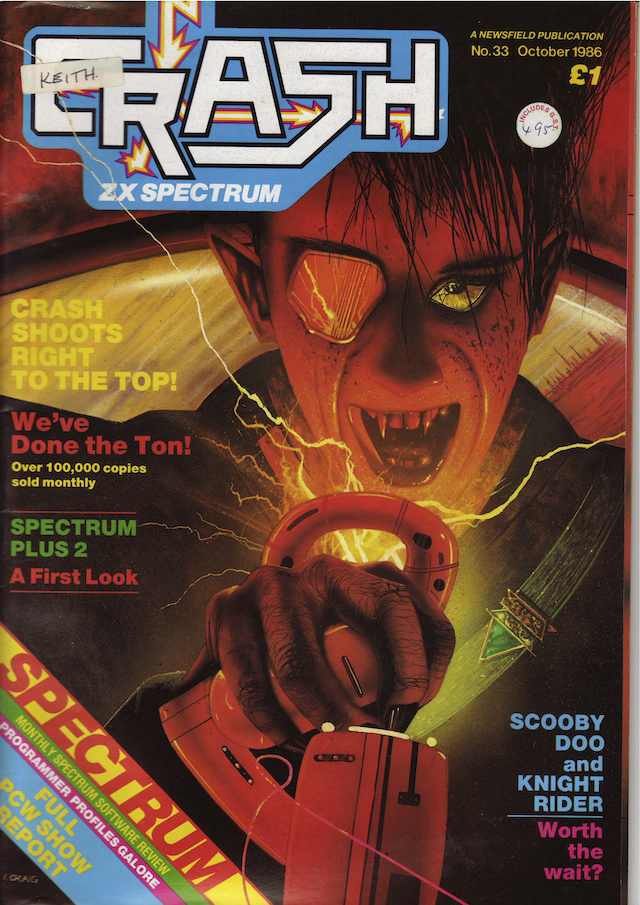 CRASH
KEITH.
ZX SPECTRUM
A NEWSFIELD PUBLICATION
No.33 October 1986
£1
INCLUDES G.S.T.
4.95
CRASH
SHOOTS
RIGHT
TO THE TOP!
We've
Done the Ton!
Over 100,000 copies
sold monthly
SPECTRUM
PLUS 2
A First Look
SPECTRUM
MONTHLY SPECTRUM SOFTWARE REVIEW
PROGRAMMER PROFILES GALORE
FULL
PCW SHOW
REPORT
SCOOBY
DOO
and
KNIGHT
RIDER
Worth
the
wait?